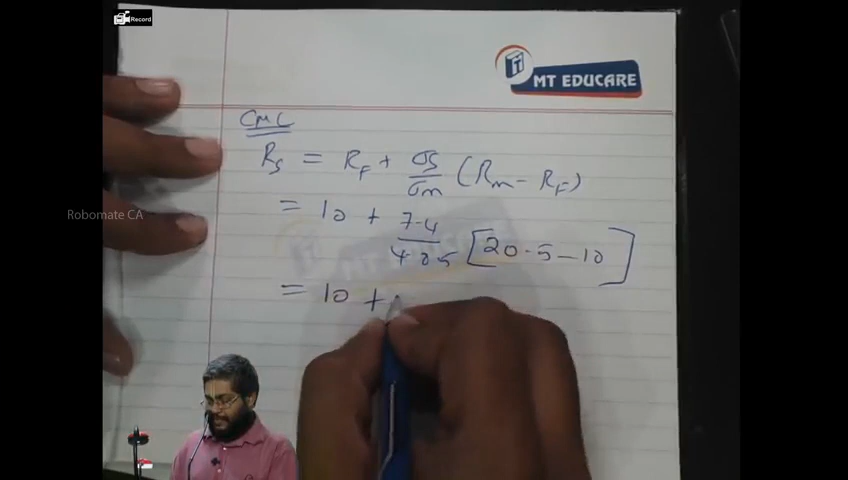 Record
MT EDUCARE
CML
Rs = RF + σs/σm (Rm - RF)
Robomate CA
= 10 + 7.4/4.05 [20.5 - 10]
= 10 +